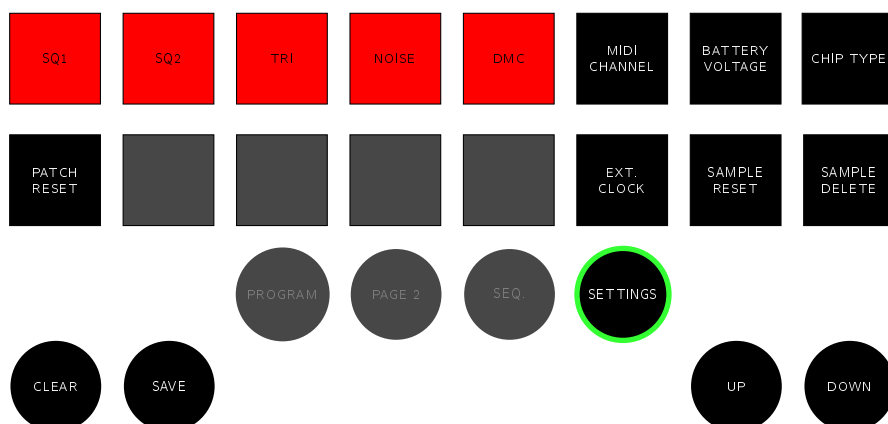 SQ1
SQ2
TRI
NOISE
DMC
MIDI
CHANNEL
BATTERY
VOLTAGE
CHIP TYPE
PATCH
RESET
EXT.
CLOCK
SAMPLE
RESET
SAMPLE
DELETE
PROGRAM
PAGE 2
SEQ.
SETTINGS
CLEAR
SAVE
UP
DOWN